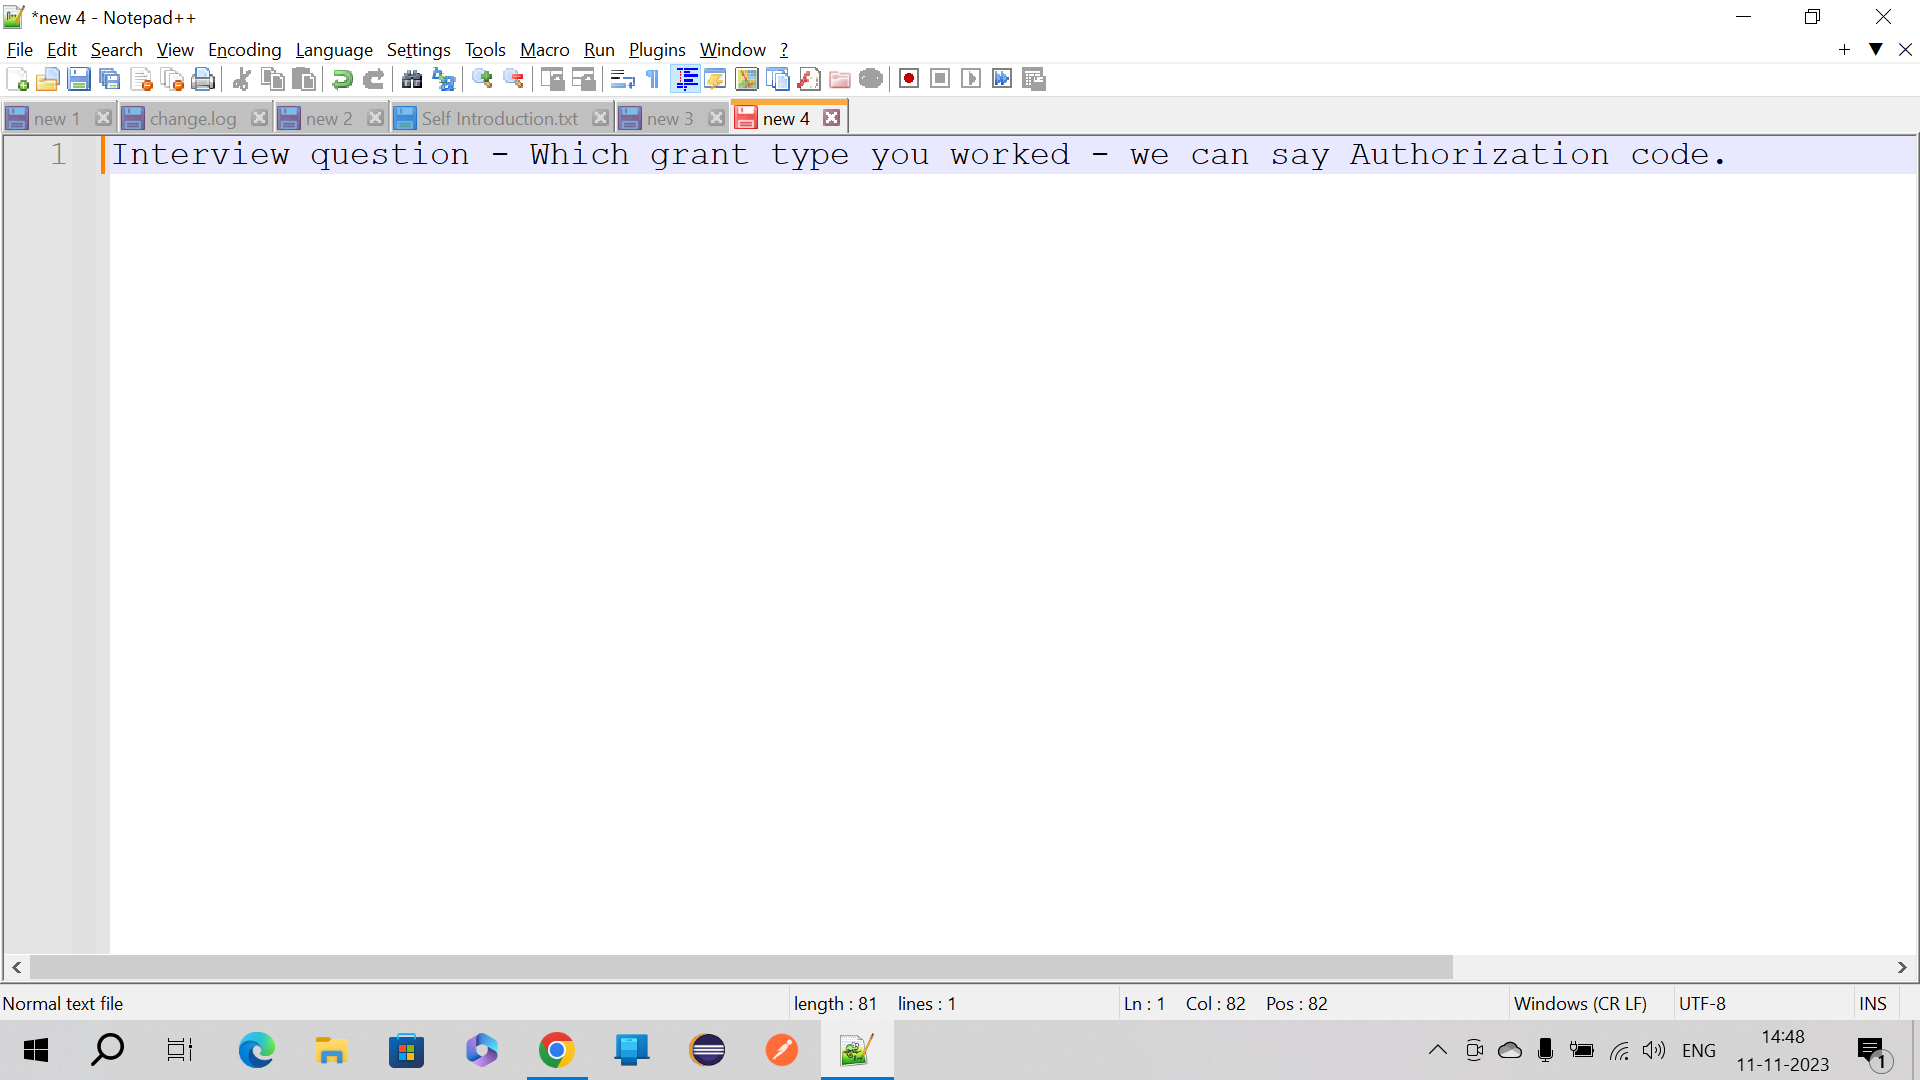 *new 4 - Notepad++
File Edit Search View Encoding Language Settings Tools Macro Run Plugins Window ?
new 1 change.log new 2 Self Introduction.txt new 3 new 4
1 Interview question - Which grant type you worked - we can say Authorization code.
Normal text file length : 81 lines : 1 Ln : 1 Col : 82 Pos : 82 Windows (CR LF) UTF-8 INS
ENG 14:48 1
11-11-2023